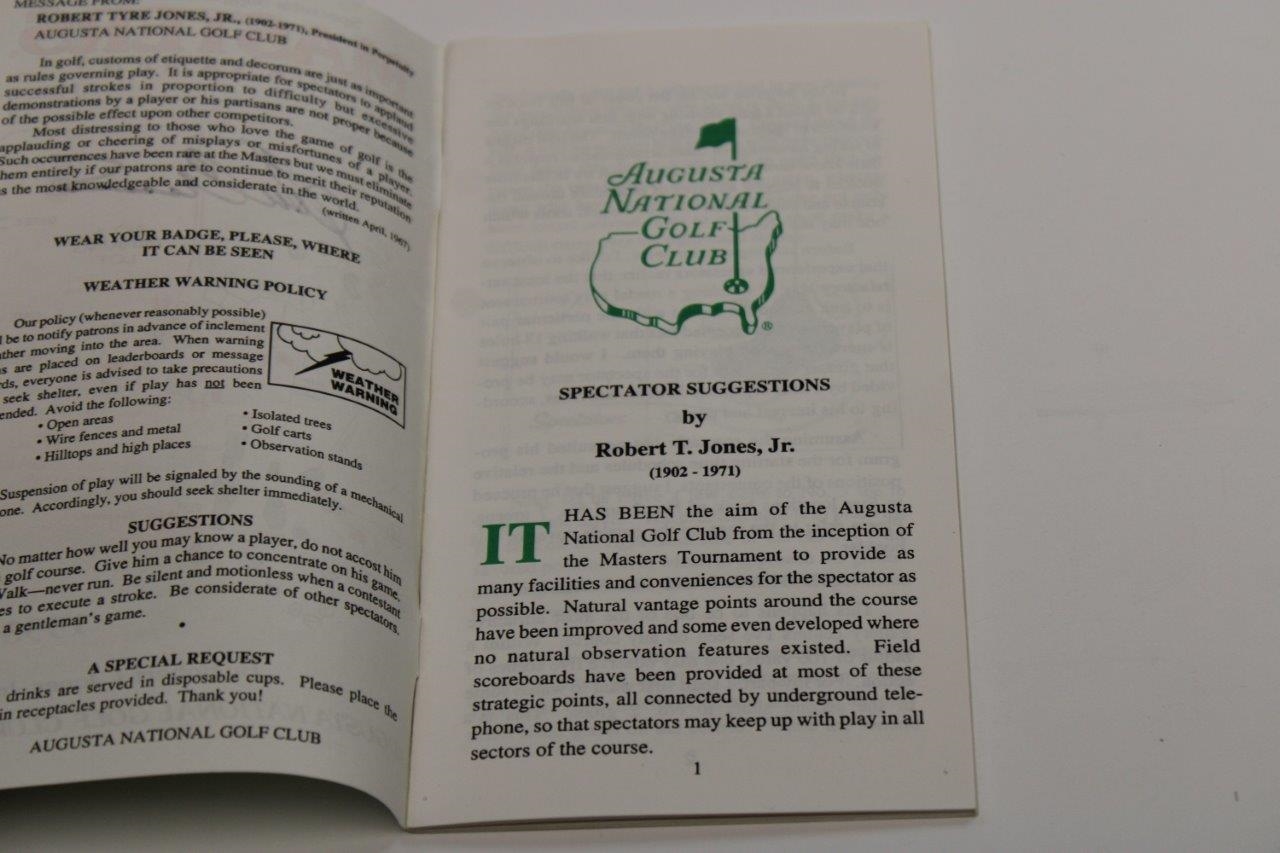 MESSAGE FROM:
ROBERT TYRE JONES, JR., (1902-1971), President in Perpetuity
AUGUSTA NATIONAL GOLF CLUB
In golf, customs of etiquette and decorum are just as important
as rules governing play. It is appropriate for spectators to applaud
successful strokes in proportion to difficulty but excessive
demonstrations by a player or his partisans are not proper because
of the possible effect upon other competitors.
Most distressing to those who love the game of golf is the
applauding or cheering of misplays or misfortunes of a player.
Such occurrences have been rare at the Masters but we must eliminate
hem entirely if our patrons are to continue to merit their reputation
s the most knowledgeable and considerate in the world.
(written April, 1967)
WEAR YOUR BADGE, PLEASE, WHERE
IT CAN BE SEEN
WEATHER WARNING POLICY
Our policy (whenever reasonably possible)
l be to notify patrons in advance of inclement
ther moving into the area. When warning
s are placed on leaderboards or message
ds, everyone is advised to take precautions
seek shelter, even if play has not been
ended. Avoid the following:
WEATHER
WARNING
• Open areas
• Wire fences and metal
• Hilltops and high places
• Isolated trees
• Golf carts
• Observation stands
Suspension of play will be signaled by the sounding of a mechanical
one. Accordingly, you should seek shelter immediately.
SUGGESTIONS
No matter how well you may know a player, do not accost him
golf course. Give him a chance to concentrate on his game.
Walk—never run. Be silent and motionless when a contestant
es to execute a stroke. Be considerate of other spectators.
a gentleman's game.
•
A SPECIAL REQUEST
drinks are served in disposable cups. Please place the
in receptacles provided. Thank you!
AUGUSTA NATIONAL GOLF CLUB
AUGUSTA
NATIONAL
GOLF
CLUB
®
SPECTATOR SUGGESTIONS
by
Robert T. Jones, Jr.
(1902 - 1971)
IT HAS BEEN the aim of the Augusta
National Golf Club from the inception of
the Masters Tournament to provide as
many facilities and conveniences for the spectator as
possible. Natural vantage points around the course
have been improved and some even developed where
no natural observation features existed. Field
scoreboards have been provided at most of these
strategic points, all connected by underground tele-
phone, so that spectators may keep up with play in all
sectors of the course.
1